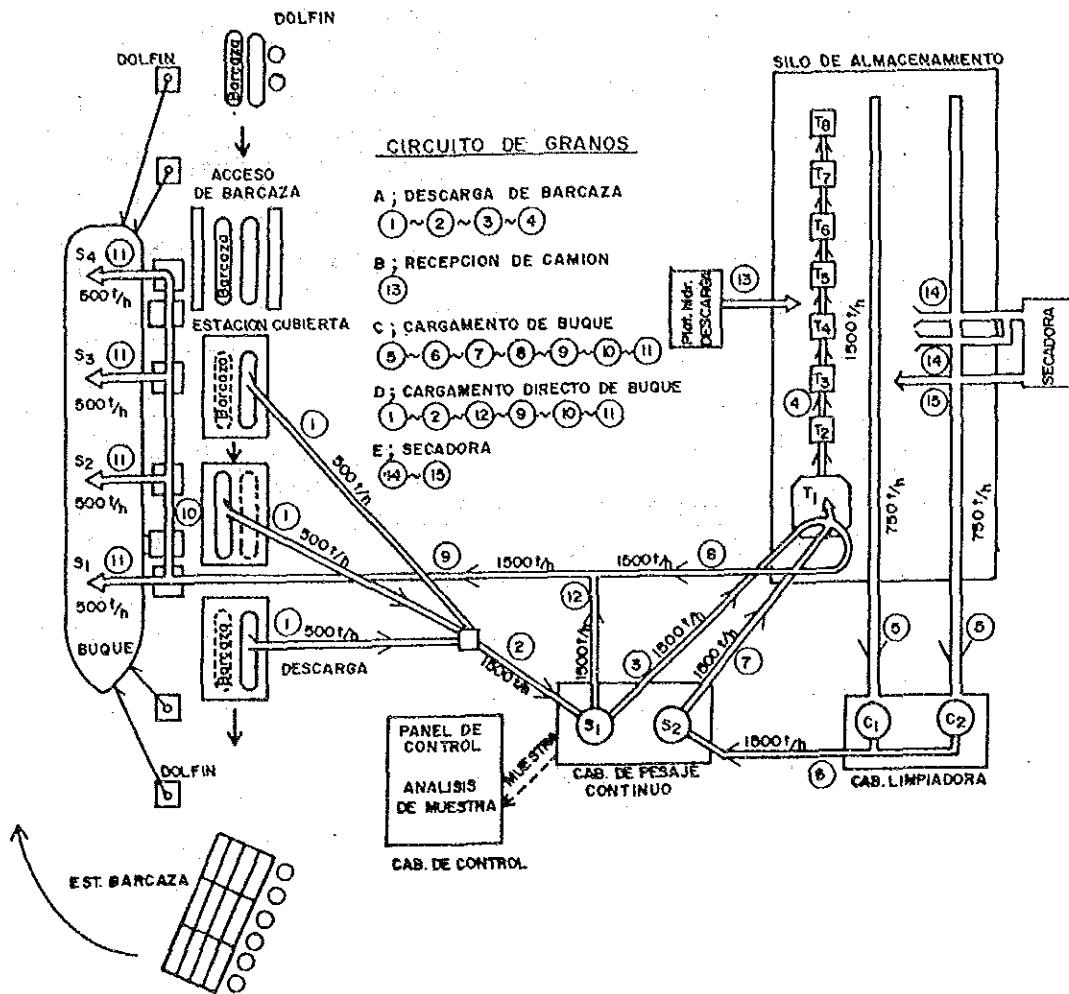 DOLFIN
DOLFIN
Barcaza
ACCESO
DE BARCAZA
Barcaza
ESTACION CUBIERTA
Barcaza
Barcaza
Barcaza
CIRCUITO DE GRANOS
A ; DESCARGA DE BARCAZA
1 ~ 2 ~ 3 ~ 4
B ; RECEPCION DE CAMION
13
C ; CARGAMENTO DE BUQUE
5 ~ 6 ~ 7 ~ 8 ~ 9 ~ 10 ~ 11
D ; CARGAMENTO DIRECTO DE BUQUE
1 ~ 2 ~ 12 ~ 9 ~ 10 ~ 11
E ; SECADORA
14 ~ 15
SILO DE ALMACENAMIENTO
T8
T7
T6
T5
T4
T3
T2
T1
4
1500 t/h
Plat. hidr.
DESCARGA
13
14
14
15
SECADORA
750 t/h
750 t/h
5
5
S4 11
500 t/h
S3 11
500 t/h
S2 11
500 t/h
10
S1 11
500 t/h
BUQUE
1
500 t/h
1
500 t/h
1
500 t/h
DESCARGA
9
1500 t/h
1500 t/h
8
12
1500 t/h
2
1500 t/h
3
1500 t/h
1500 t/h
7
S1
S2
CAB. DE PESAJE
CONTINUO
1500 t/h
6
C1
C2
CAB. LIMPIADORA
MUESTRA
PANEL DE
CONTROL
ANALISIS
DE MUESTRA
CAB. DE CONTROL
DOLFIN
EST. BARCAZA